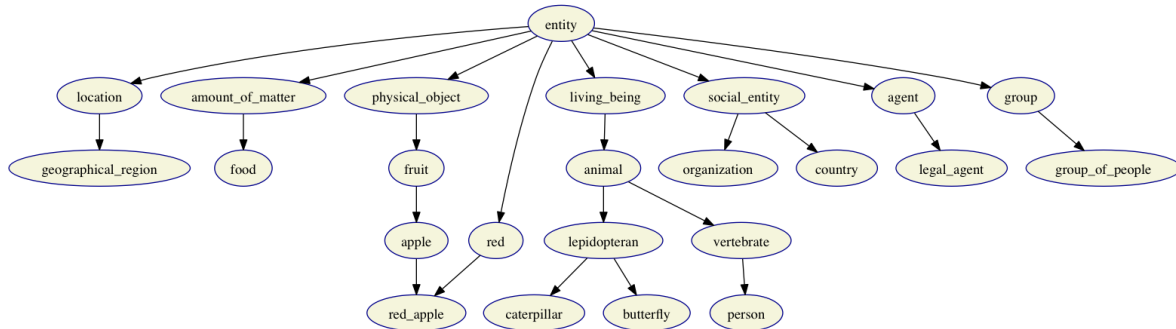 entity
location amount_of_matter physical_object living_being social_entity agent group
geographical_region food fruit animal organization country legal_agent group_of_people
apple red lepidopteran vertebrate
red_apple caterpillar butterfly person